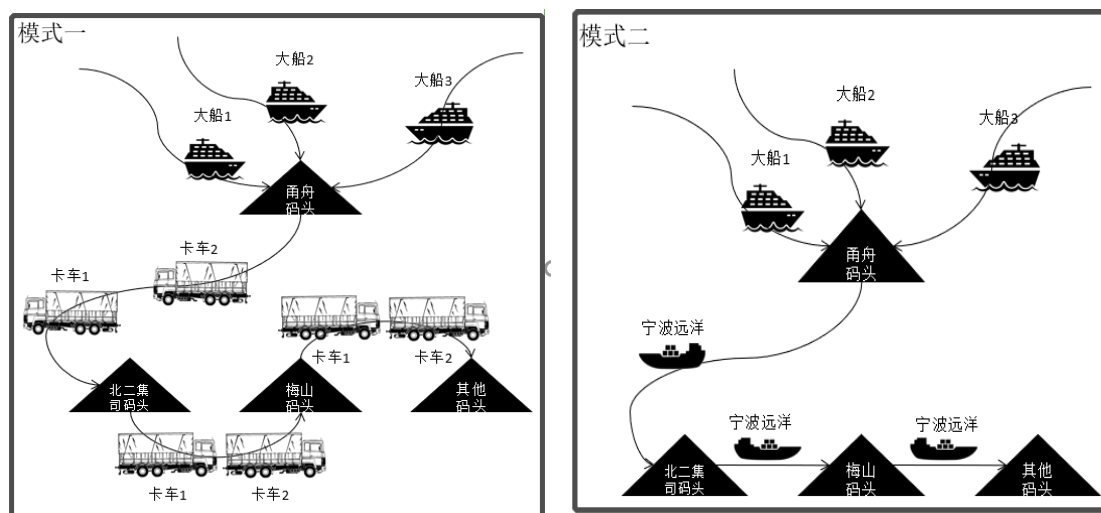 模式一
大船2
大船3
大船1
甬舟
码头
卡车2
卡车1
卡车1
卡车2
北二集
司码头
梅山
码头
其他
码头
卡车1
卡车2
模式二
大船2
大船3
大船1
甬舟
码头
宁波远洋
宁波远洋
宁波远洋
北二集
司码头
梅山
码头
其他
码头